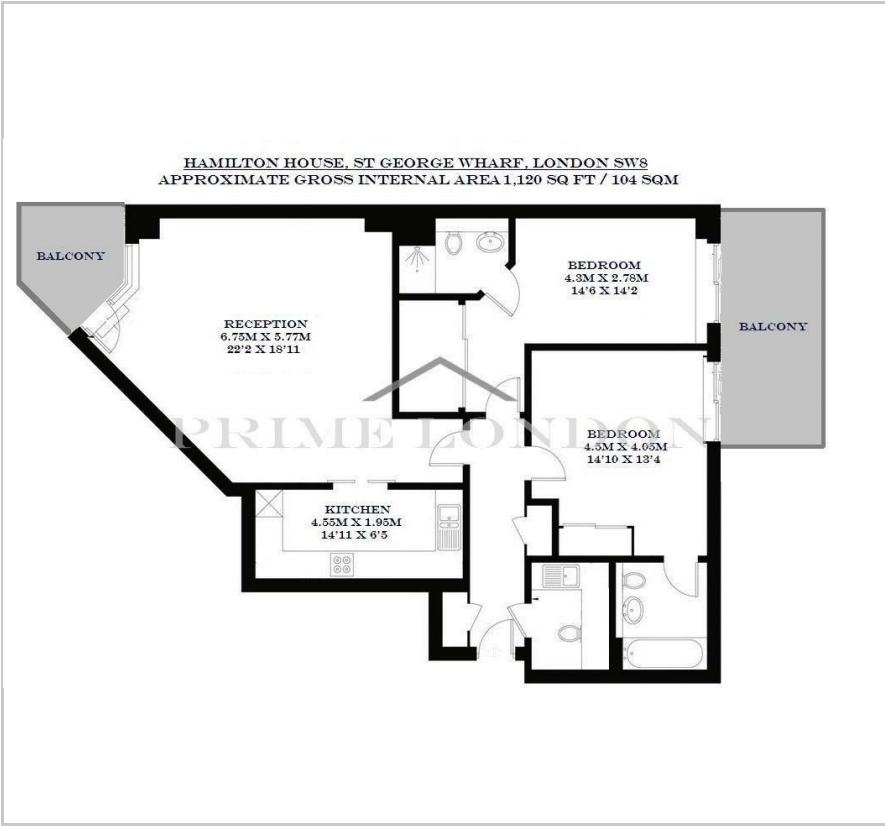 HAMILTON HOUSE, ST GEORGE WHARF, LONDON SW8
APPROXIMATE GROSS INTERNAL AREA 1,120 SQ FT / 104 SQM
BALCONY
RECEPTION
6.75M X 5.77M
22'2 X 18'11
BEDROOM
4.3M X 2.78M
14'6 X 14'2
BALCONY
PRIME LONDON
BEDROOM
4.5M X 4.05M
14'10 X 13'4
KITCHEN
4.55M X 1.95M
14'11 X 6'5